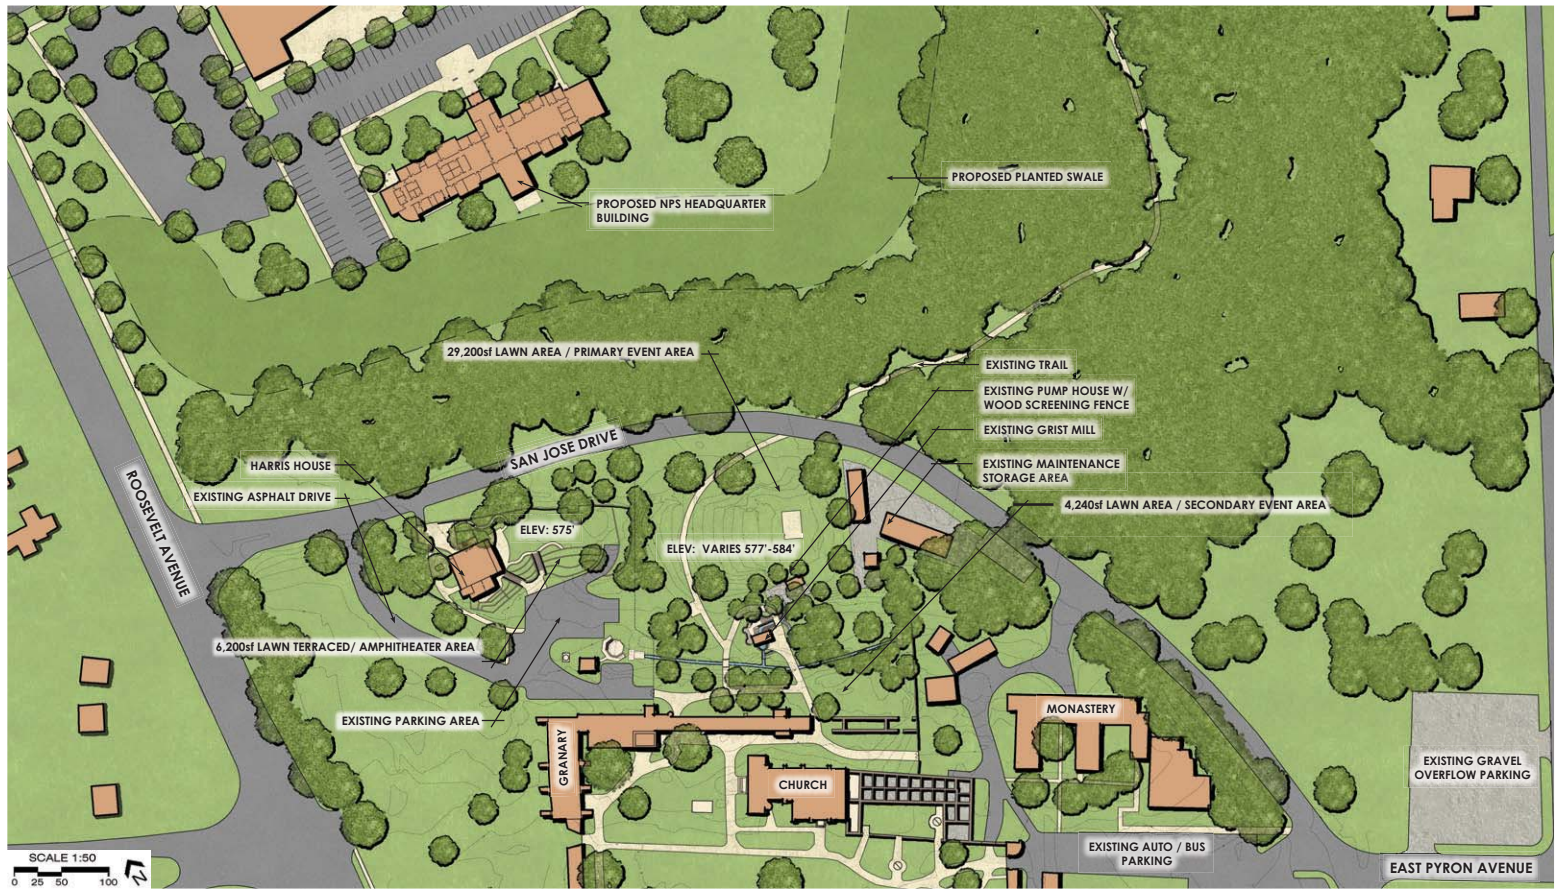 PROPOSED PLANTED SWALE
PROPOSED NPS HEADQUARTER
BUILDING
29,200sf LAWN AREA / PRIMARY EVENT AREA
EXISTING TRAIL
EXISTING PUMP HOUSE W/
WOOD SCREENING FENCE
EXISTING GRIST MILL
SAN JOSE DRIVE
HARRIS HOUSE
EXISTING MAINTENANCE
STORAGE AREA
EXISTING ASPHALT DRIVE
4,240sf LAWN AREA / SECONDARY EVENT AREA
ROOSEVELT AVENUE
ELEV: 575'
ELEV: VARIES 577'-584'
6,200sf LAWN TERRACED/ AMPHITHEATER AREA
EXISTING PARKING AREA
MONASTERY
GRANARY
CHURCH
EXISTING GRAVEL
OVERFLOW PARKING
EXISTING AUTO / BUS
PARKING
EAST PYRON AVENUE
SCALE 1:50
0 25 50 100
N